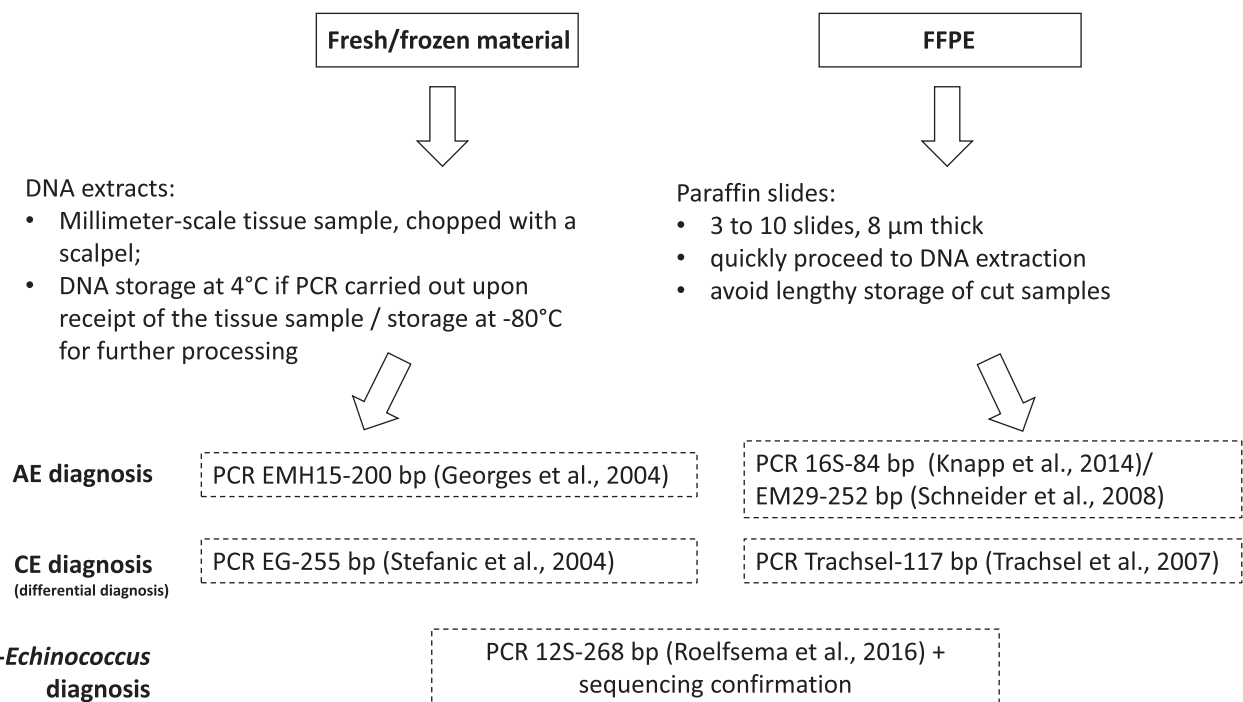 Fresh/frozen material
FFPE
DNA extracts:
• Millimeter-scale tissue sample, chopped with a
scalpel;
• DNA storage at 4°C if PCR carried out upon
receipt of the tissue sample / storage at -80°C
for further processing
Paraffin slides:
• 3 to 10 slides, 8 µm thick
• quickly proceed to DNA extraction
• avoid lengthy storage of cut samples
AE diagnosis
PCR EMH15-200 bp (Georges et al., 2004)
PCR 16S-84 bp (Knapp et al., 2014)/
EM29-252 bp (Schneider et al., 2008)
CE diagnosis
(differential diagnosis)
PCR EG-255 bp (Stefanic et al., 2004)
PCR Trachsel-117 bp (Trachsel et al., 2007)
-Echinococcus
diagnosis
PCR 12S-268 bp (Roelfsema et al., 2016) +
sequencing confirmation